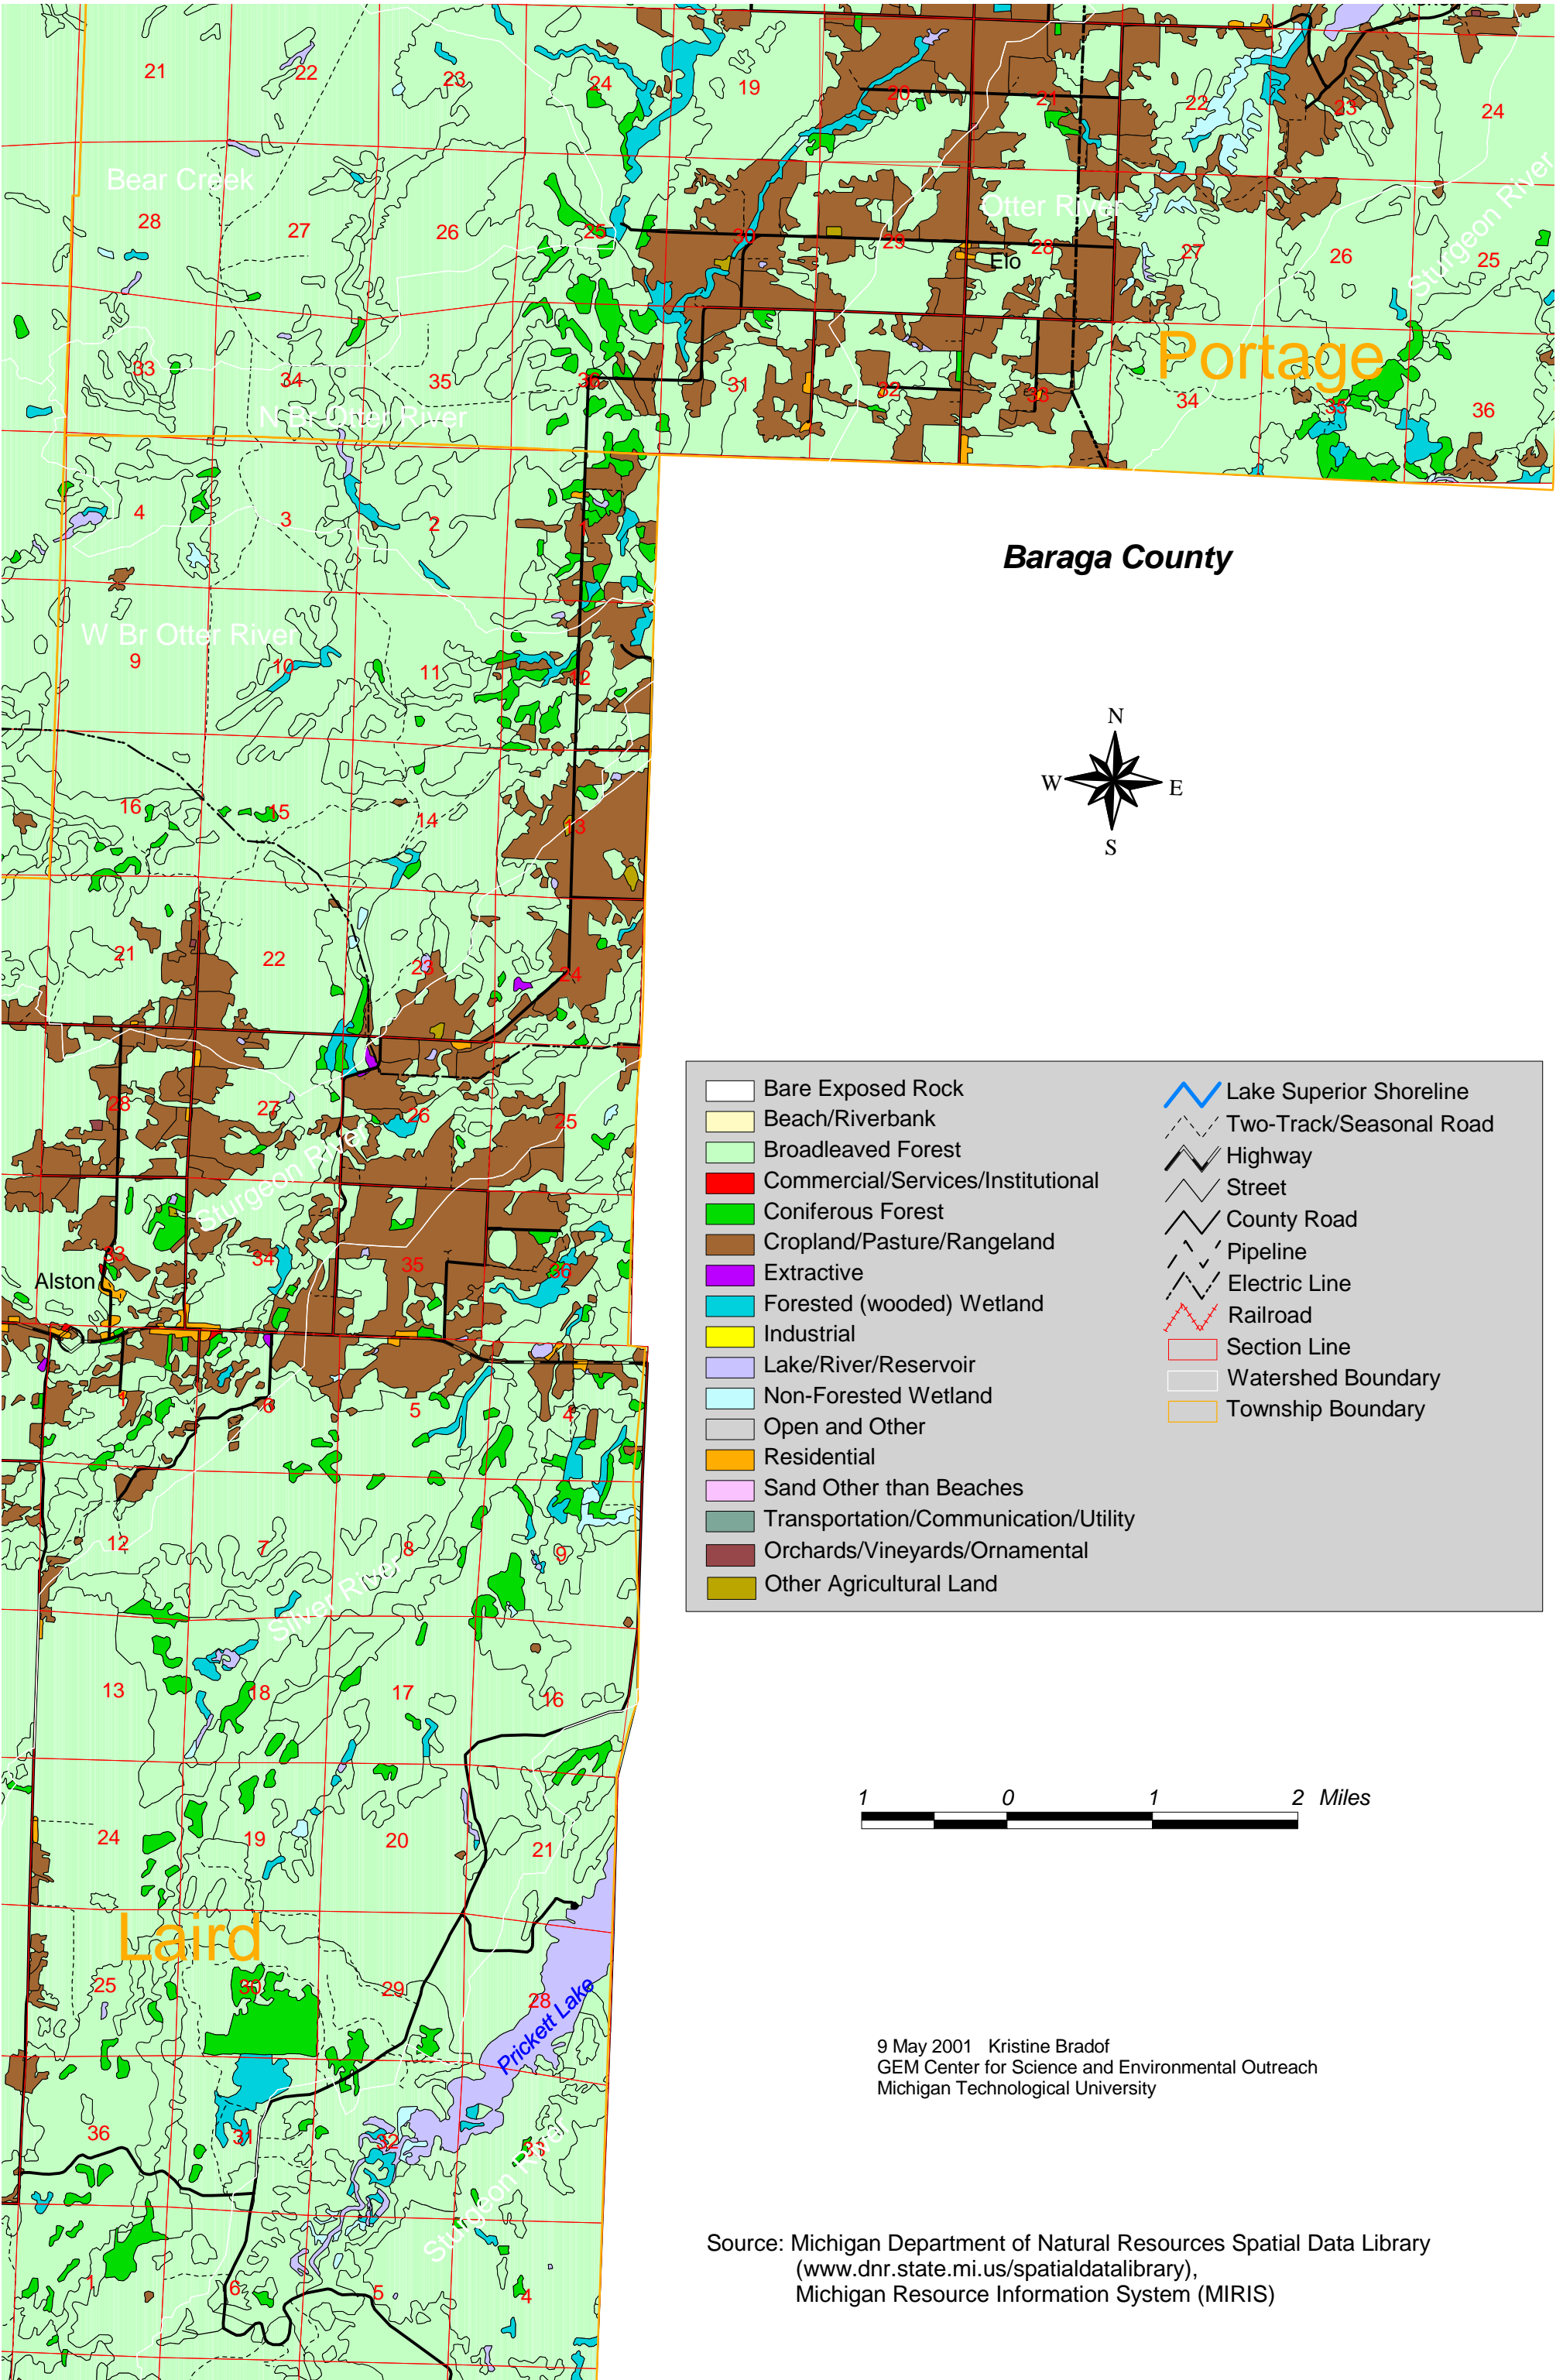 21
22
23
24
19
20
21
22
23
24
Bear Creek
28
27
26
25
30
29
Otter River
28
Elo
27
26
25
Sturgeon River
33
34
35
36
31
32
33
Portage
34
35
36
N Br Otter River
4
3
2
1
Baraga County
W Br Otter River
9
10
11
12
N
W
E
S
16
15
14
13
21
22
23
24
28
27
26
25
Sturgeon River
33
34
35
36
Alston
1
6
5
4
12
7
8
9
Silver River
13
18
17
16
24
19
20
21
Laird
25
30
29
28
Prickett Lake
36
31
32
33
Sturgeon River
1
6
5
4
Bare Exposed Rock
Beach/Riverbank
Broadleaved Forest
Commercial/Services/Institutional
Coniferous Forest
Cropland/Pasture/Rangeland
Extractive
Forested (wooded) Wetland
Industrial
Lake/River/Reservoir
Non-Forested Wetland
Open and Other
Residential
Sand Other than Beaches
Transportation/Communication/Utility
Orchards/Vineyards/Ornamental
Other Agricultural Land
Lake Superior Shoreline
Two-Track/Seasonal Road
Highway
Street
County Road
Pipeline
Electric Line
Railroad
Section Line
Watershed Boundary
Township Boundary
1 0 1 2 Miles
9 May 2001 Kristine Bradof
GEM Center for Science and Environmental Outreach
Michigan Technological University
Source: Michigan Department of Natural Resources Spatial Data Library
(www.dnr.state.mi.us/spatialdatalibrary),
Michigan Resource Information System (MIRIS)